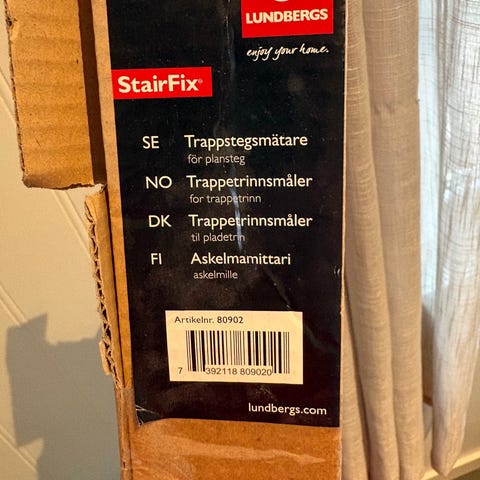 LUNDBERGS
enjoy your home.
StairFix®
SE Trappstegsmätare
för plansteg
NO Trappetrinnsmåler
for trappetrinn
DK Trappetrinnsmåler
til pladetrin
FI Askelmamittari
askelmille
Artikelnr. 80902
7 392118 809020
lundbergs.com